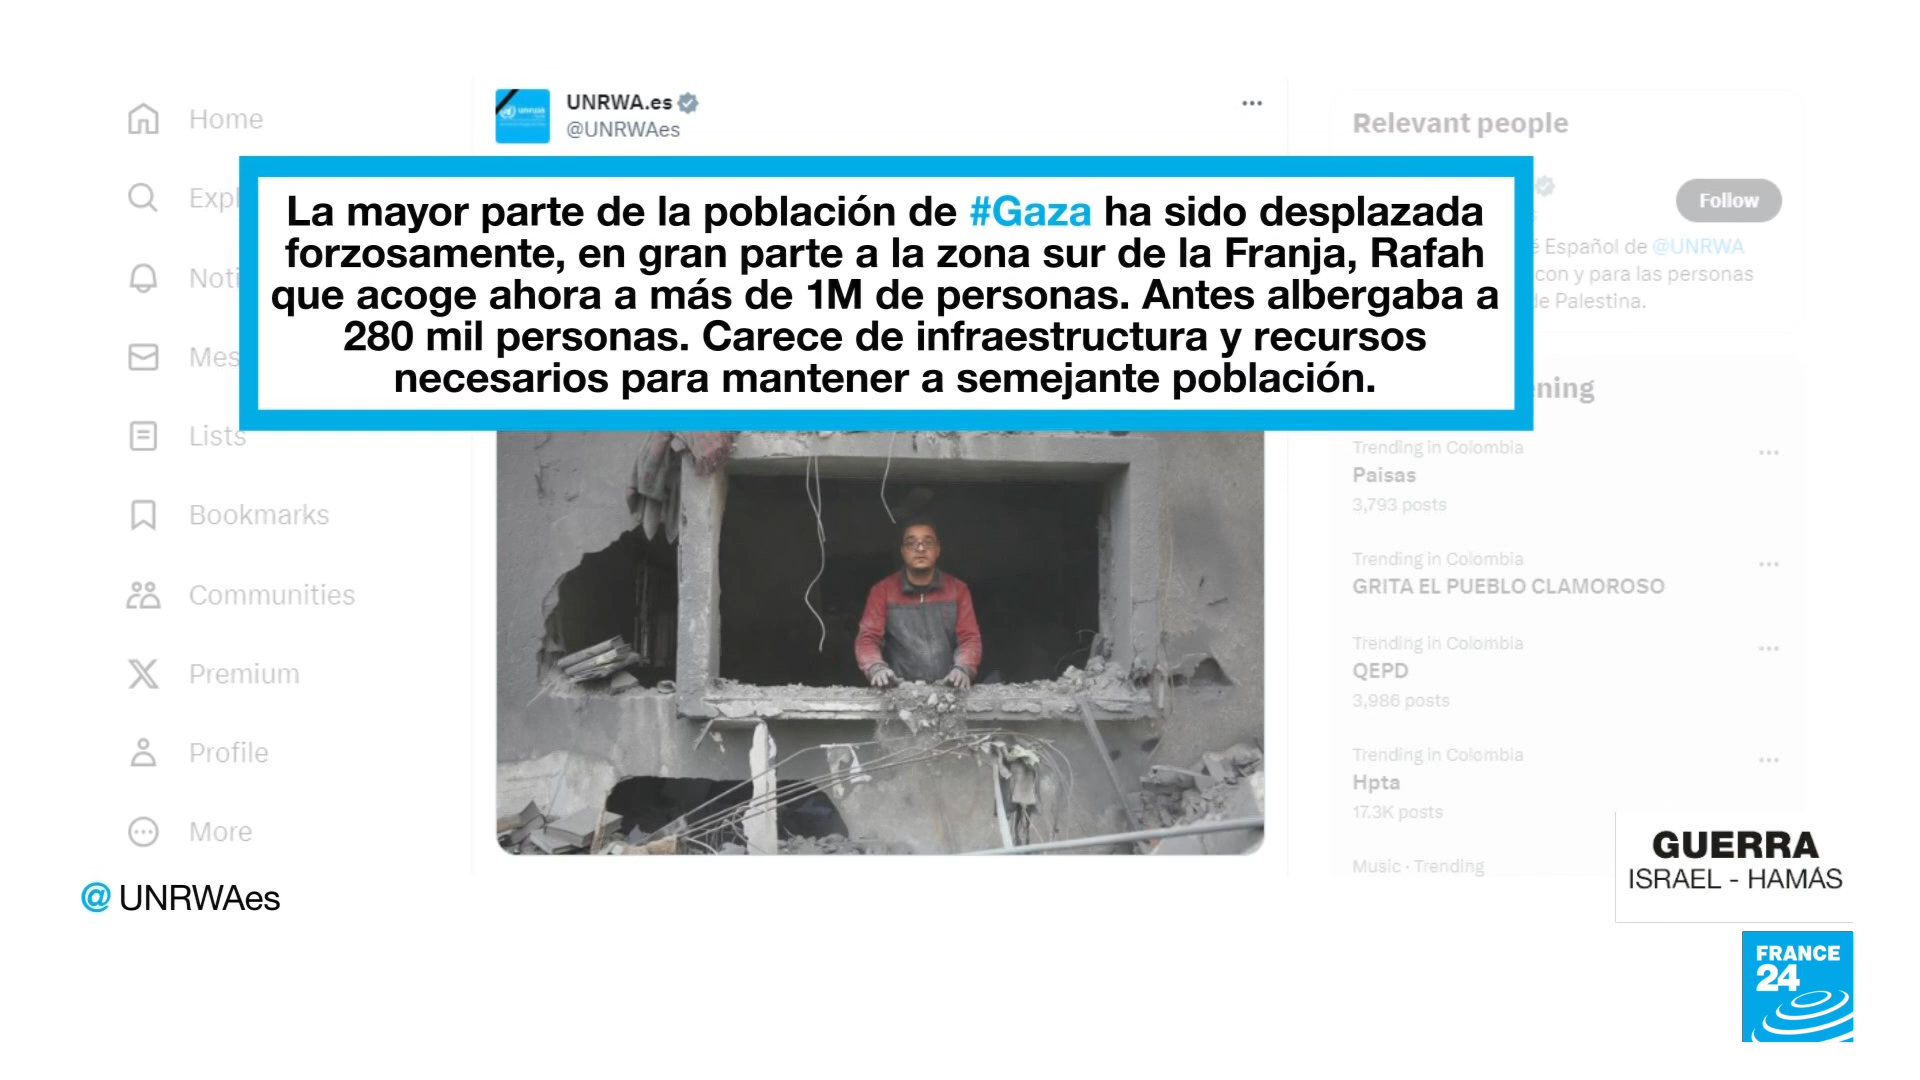 Home
Expl
Noti
Mes
Lists
Bookmarks
Communities
Premium
Profile
More
unrwa
UNRWA.es
@UNRWAes
La mayor parte de la población de #Gaza ha sido desplazada
forzosamente, en gran parte a la zona sur de la Franja, Rafah
que acoge ahora a más de 1M de personas. Antes albergaba a
280 mil personas. Carece de infraestructura y recursos
necesarios para mantener a semejante población.
Relevant people
Follow
é Español de @UNRWA
con y para las personas
de Palestina.
ening
Trending in Colombia
Paisas
3,793 posts
Trending in Colombia
GRITA EL PUEBLO CLAMOROSO
Trending in Colombia
QEPD
3,986 posts
Trending in Colombia
Hpta
17.3K posts
Music · Trending
@UNRWAes
GUERRA
ISRAEL - HAMÁS
FRANCE
24